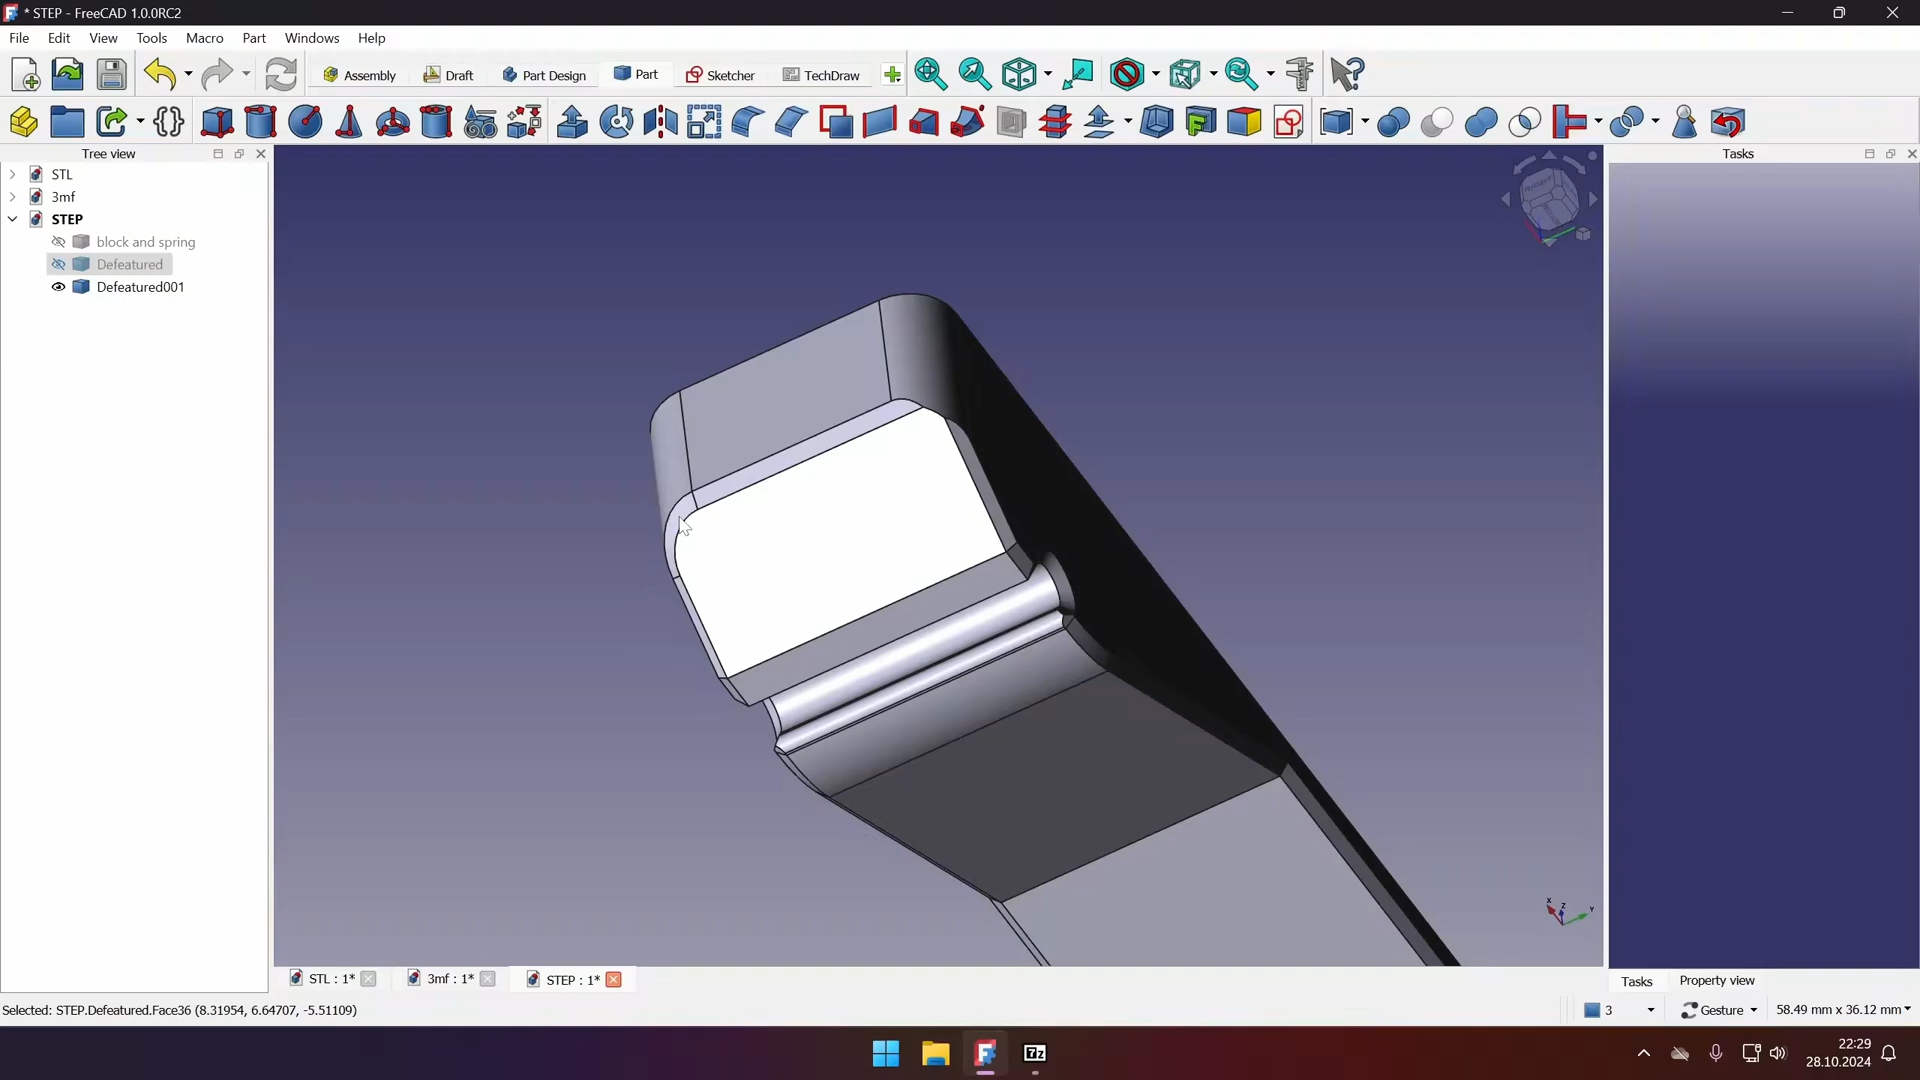 * STEP - FreeCAD 1.0.0RC2
File Edit View Tools Macro Part Windows Help
Assembly Draft Part Design Part Sketcher TechDraw
Tree view
Tasks
STL
3mf
STEP
block and spring
Defeatured
Defeatured001
X Z Y
STL : 1*
3mf : 1*
STEP : 1*
Tasks
Property view
Selected: STEP.Defeatured.Face36 (8.31954, 6.64707, -5.51109)
3
Gesture
58.49 mm x 36.12 mm
7z
22:29
28.10.2024